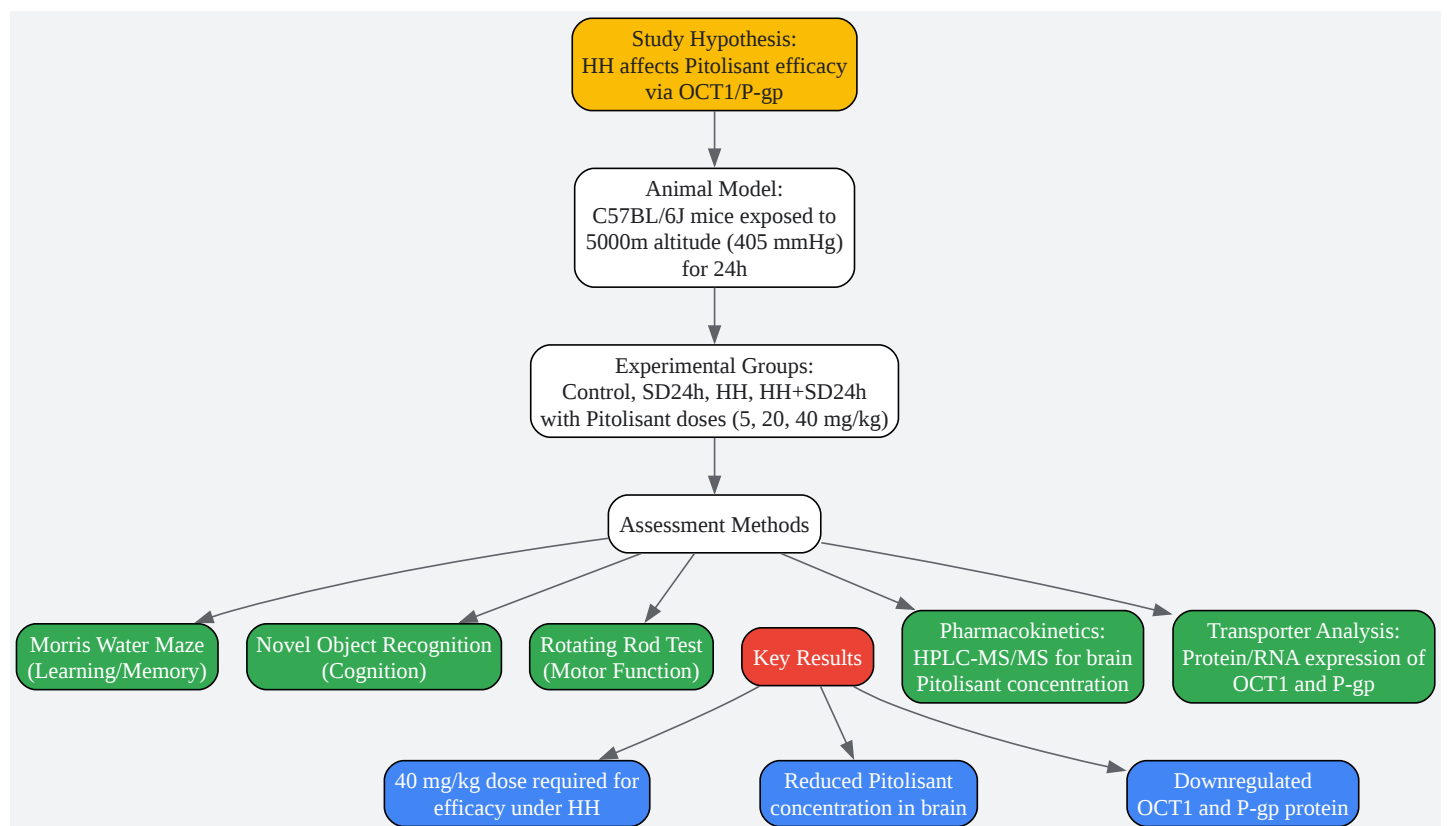 Study Hypothesis:
HH affects Pitolisant efficacy
via OCT1/P-gp
Animal Model:
C57BL/6J mice exposed to
5000m altitude (405 mmHg)
for 24h
Experimental Groups:
Control, SD24h, HH, HH+SD24h
with Pitolisant doses (5, 20, 40 mg/kg)
Assessment Methods
Morris Water Maze
(Learning/Memory)
Novel Object Recognition
(Cognition)
Rotating Rod Test
(Motor Function)
Key Results
Pharmacokinetics:
HPLC-MS/MS for brain
Pitolisant concentration
Transporter Analysis:
Protein/RNA expression of
OCT1 and P-gp
40 mg/kg dose required for
efficacy under HH
Reduced Pitolisant
concentration in brain
Downregulated
OCT1 and P-gp protein